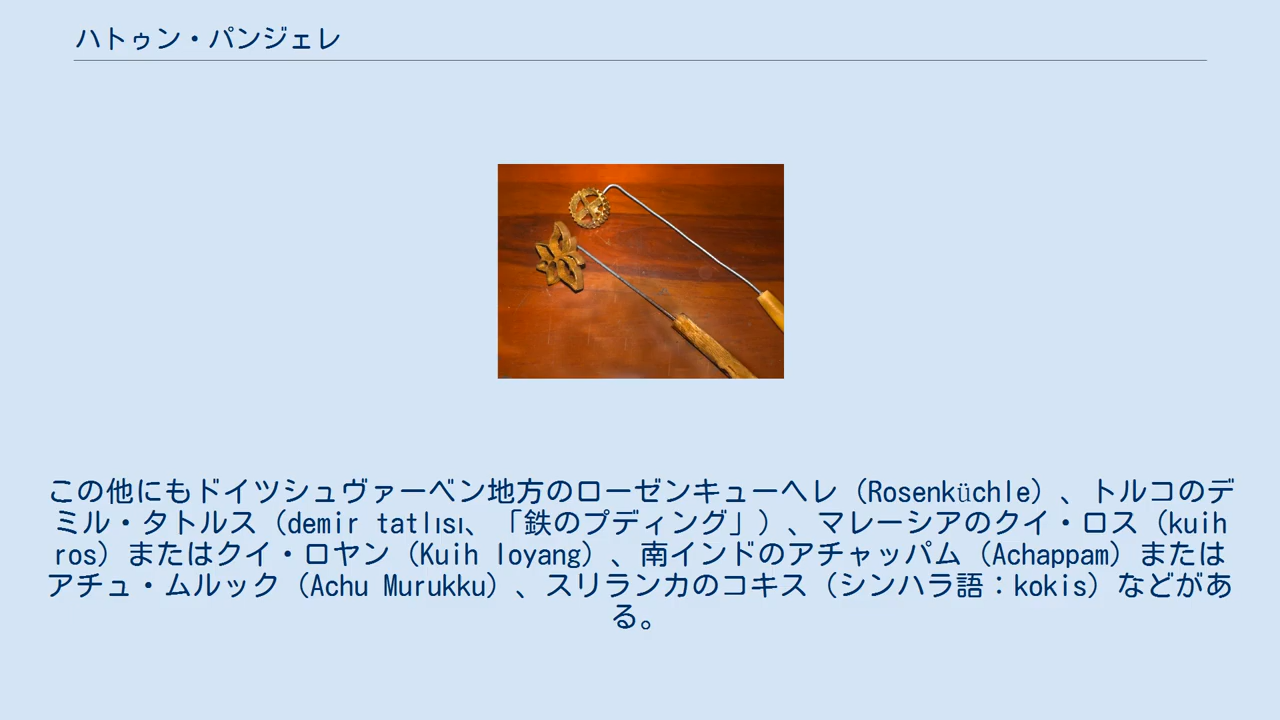 ハトゥン・パンジェレ
この他にもドイツシュヴァーベン地方のローゼンキューヘレ（Rosenküchle）、トルコのデ
ミル・タトルス（demir tatlısı、「鉄のプディング」）、マレーシアのクイ・ロス（kuih
ros）またはクイ・ロヤン（Kuih loyang）、南インドのアチャッパム（Achappam）または
アチュ・ムルック（Achu Murukku）、スリランカのコキス（シンハラ語：kokis）などがあ
る。